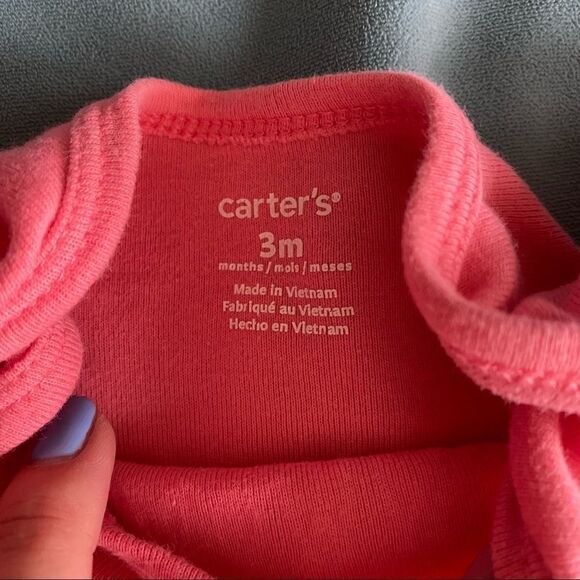 carter's®
3m
months / mois / meses
Made in Vietnam
Fabriqué au Vietnam
Hecho en Vietnam